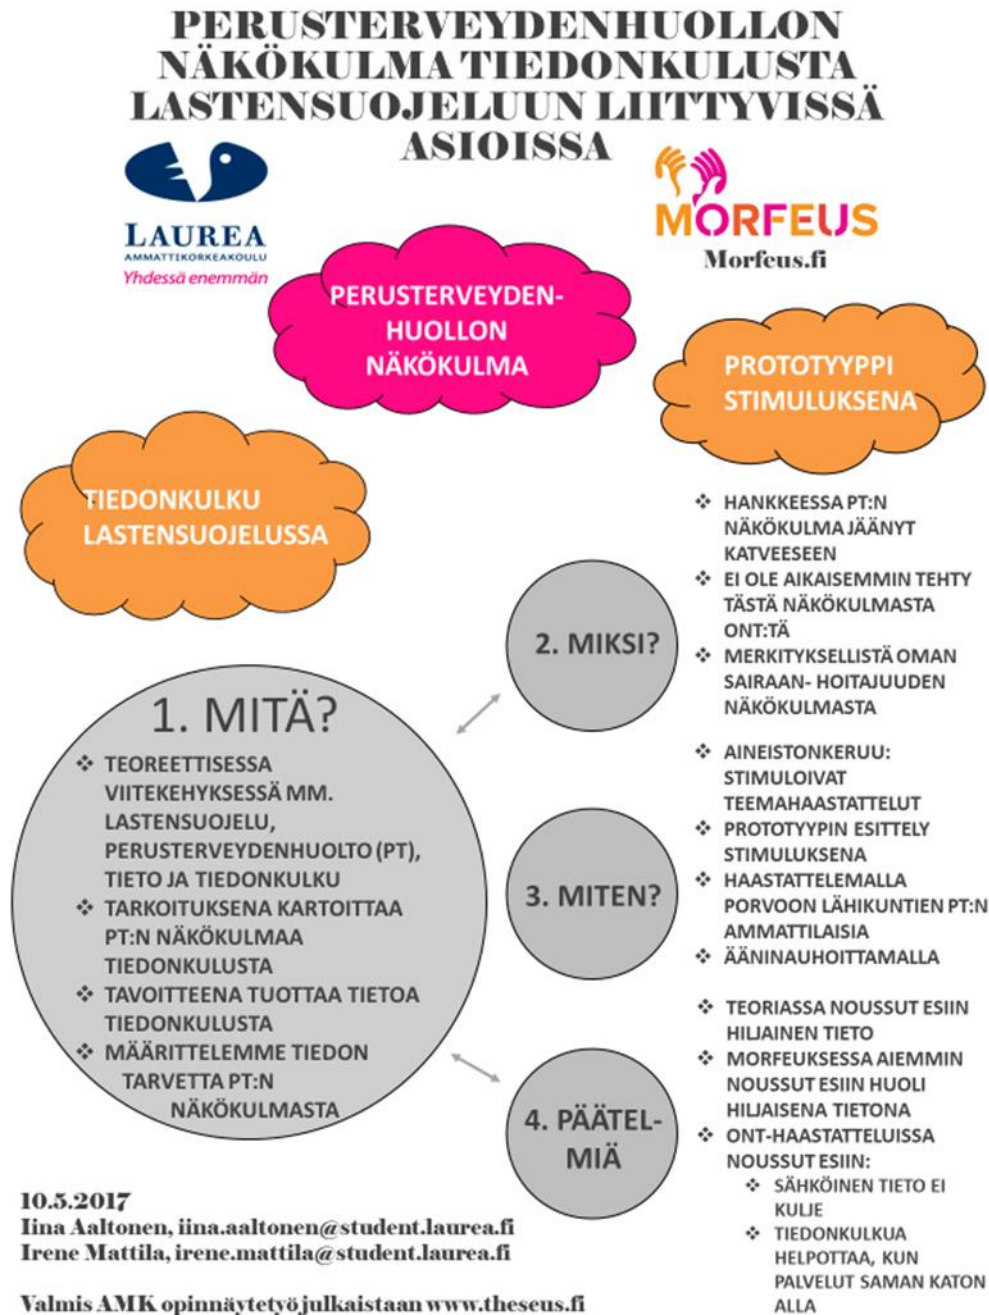 PERUSTERVEYDENHUOLLON
NÄKÖKULMA TIEDONKULUSTA
LASTENSUOJELUUN LIITTYVISSÄ
ASIOISSA
LAUREA
AMMATTIKORKEAKOULU
Yhdessä enemmän
MORFEUS
Morfeus.fi
PERUSTERVEYDEN-
HUOLLON
NÄKÖKULMA
PROTOTYYPPI
STIMULUKSENA
TIEDONKULKU
LASTENSUOJELUSSA
1. MITÄ?
❖ TEOREETTISESSA
VIITEKEHYKSESSÄ MM.
LASTENSUOJELU,
PERUSTERVEYDENHUOLTO (PT),
TIETO JA TIEDONKULKU
❖ TARKOITUKSENA KARTOITTAA
PT:N NÄKÖKULMAA
TIEDONKULUSTA
❖ TAVOITTEENA TUOTTAA TIETOA
TIEDONKULUSTA
❖ MÄÄRITTELEMME TIEDON
TARVETTA PT:N
NÄKÖKULMASTA
2. MIKSI?
❖ HANKKEESSA PT:N
NÄKÖKULMA JÄÄNYT
KATVEESEEN
❖ EI OLE AIKAISEMMIN TEHTY
TÄSTÄ NÄKÖKULMASTA
ONT:TÄ
❖ MERKITYKSELLISTÄ OMAN
SAIRAAN- HOITAJUUDEN
NÄKÖKULMASTA
3. MITEN?
❖ AINEISTONKERUU:
STIMULOIVAT
TEEMAHAASTATTELUT
❖ PROTOTYYPIN ESITTELY
STIMULUKSENA
❖ HAASTATTELEMALLA
PORVOON LÄHIKUNTIEN PT:N
AMMATTILAISIA
❖ ÄÄNINAUHOITTAMALLA
4. PÄÄTEL-
MIÄ
❖ TEORIASSA NOUSSUT ESIIN
HILJAINEN TIETO
❖ MORFEUKSESSA AIEMMIN
NOUSSUT ESIIN HUOLI
HILJAISENA TIETONA
❖ ONT-HAASTATTELUISSA
NOUSSUT ESIIN:
❖ SÄHKÖINEN TIETO EI
KULJE
❖ TIEDONKULKUA
HELPOTTAA, KUN
PALVELUT SAMAN KATON
ALLA
10.5.2017
Iina Aaltonen, iina.aaltonen@student.laurea.fi
Irene Mattila, irene.mattila@student.laurea.fi
Valmis AMK opinnäytetyö julkaistaan www.theseus.fi